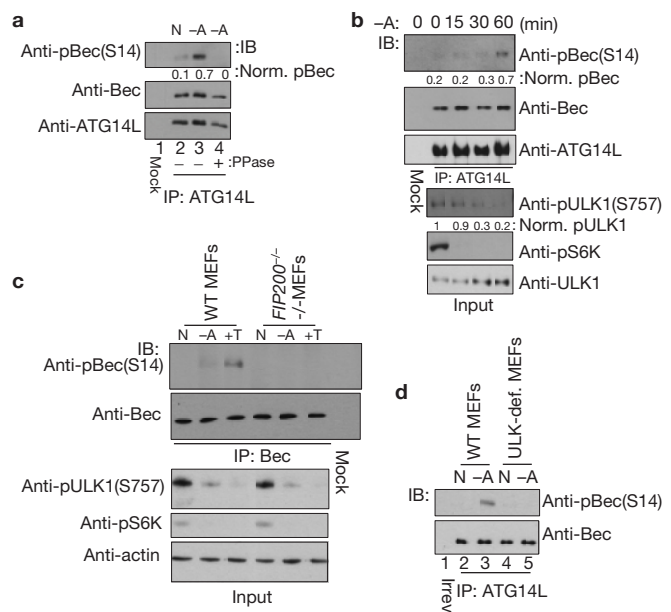 a
N –A –A
Anti-pBec(S14) :IB
0.1 0.7 0 :Norm. pBec
Anti-Bec
Anti-ATG14L
1 2 3 4
Mock – – + :PPase
IP: ATG14L
b
–A: 0 0 15 30 60 (min)
IB:
Anti-pBec(S14)
0.2 0.2 0.3 0.7 :Norm. pBec
Anti-Bec
Anti-ATG14L
Mock IP: ATG14L
Anti-pULK1(S757)
1 0.9 0.3 0.2 : Norm. pULK1
Anti-pS6K
Anti-ULK1
Input
c
WT MEFs FIP200–/– -/-MEFs
N –A +T N –A +T
IB:
Anti-pBec(S14)
Anti-Bec
IP: Bec Mock
Anti-pULK1(S757)
Anti-pS6K
Anti-actin
Input
d
WT MEFs ULK-def. MEFs
N –A N –A
IB: Anti-pBec(S14)
Anti-Bec
1 2 3 4 5
Irrev IP: ATG14L